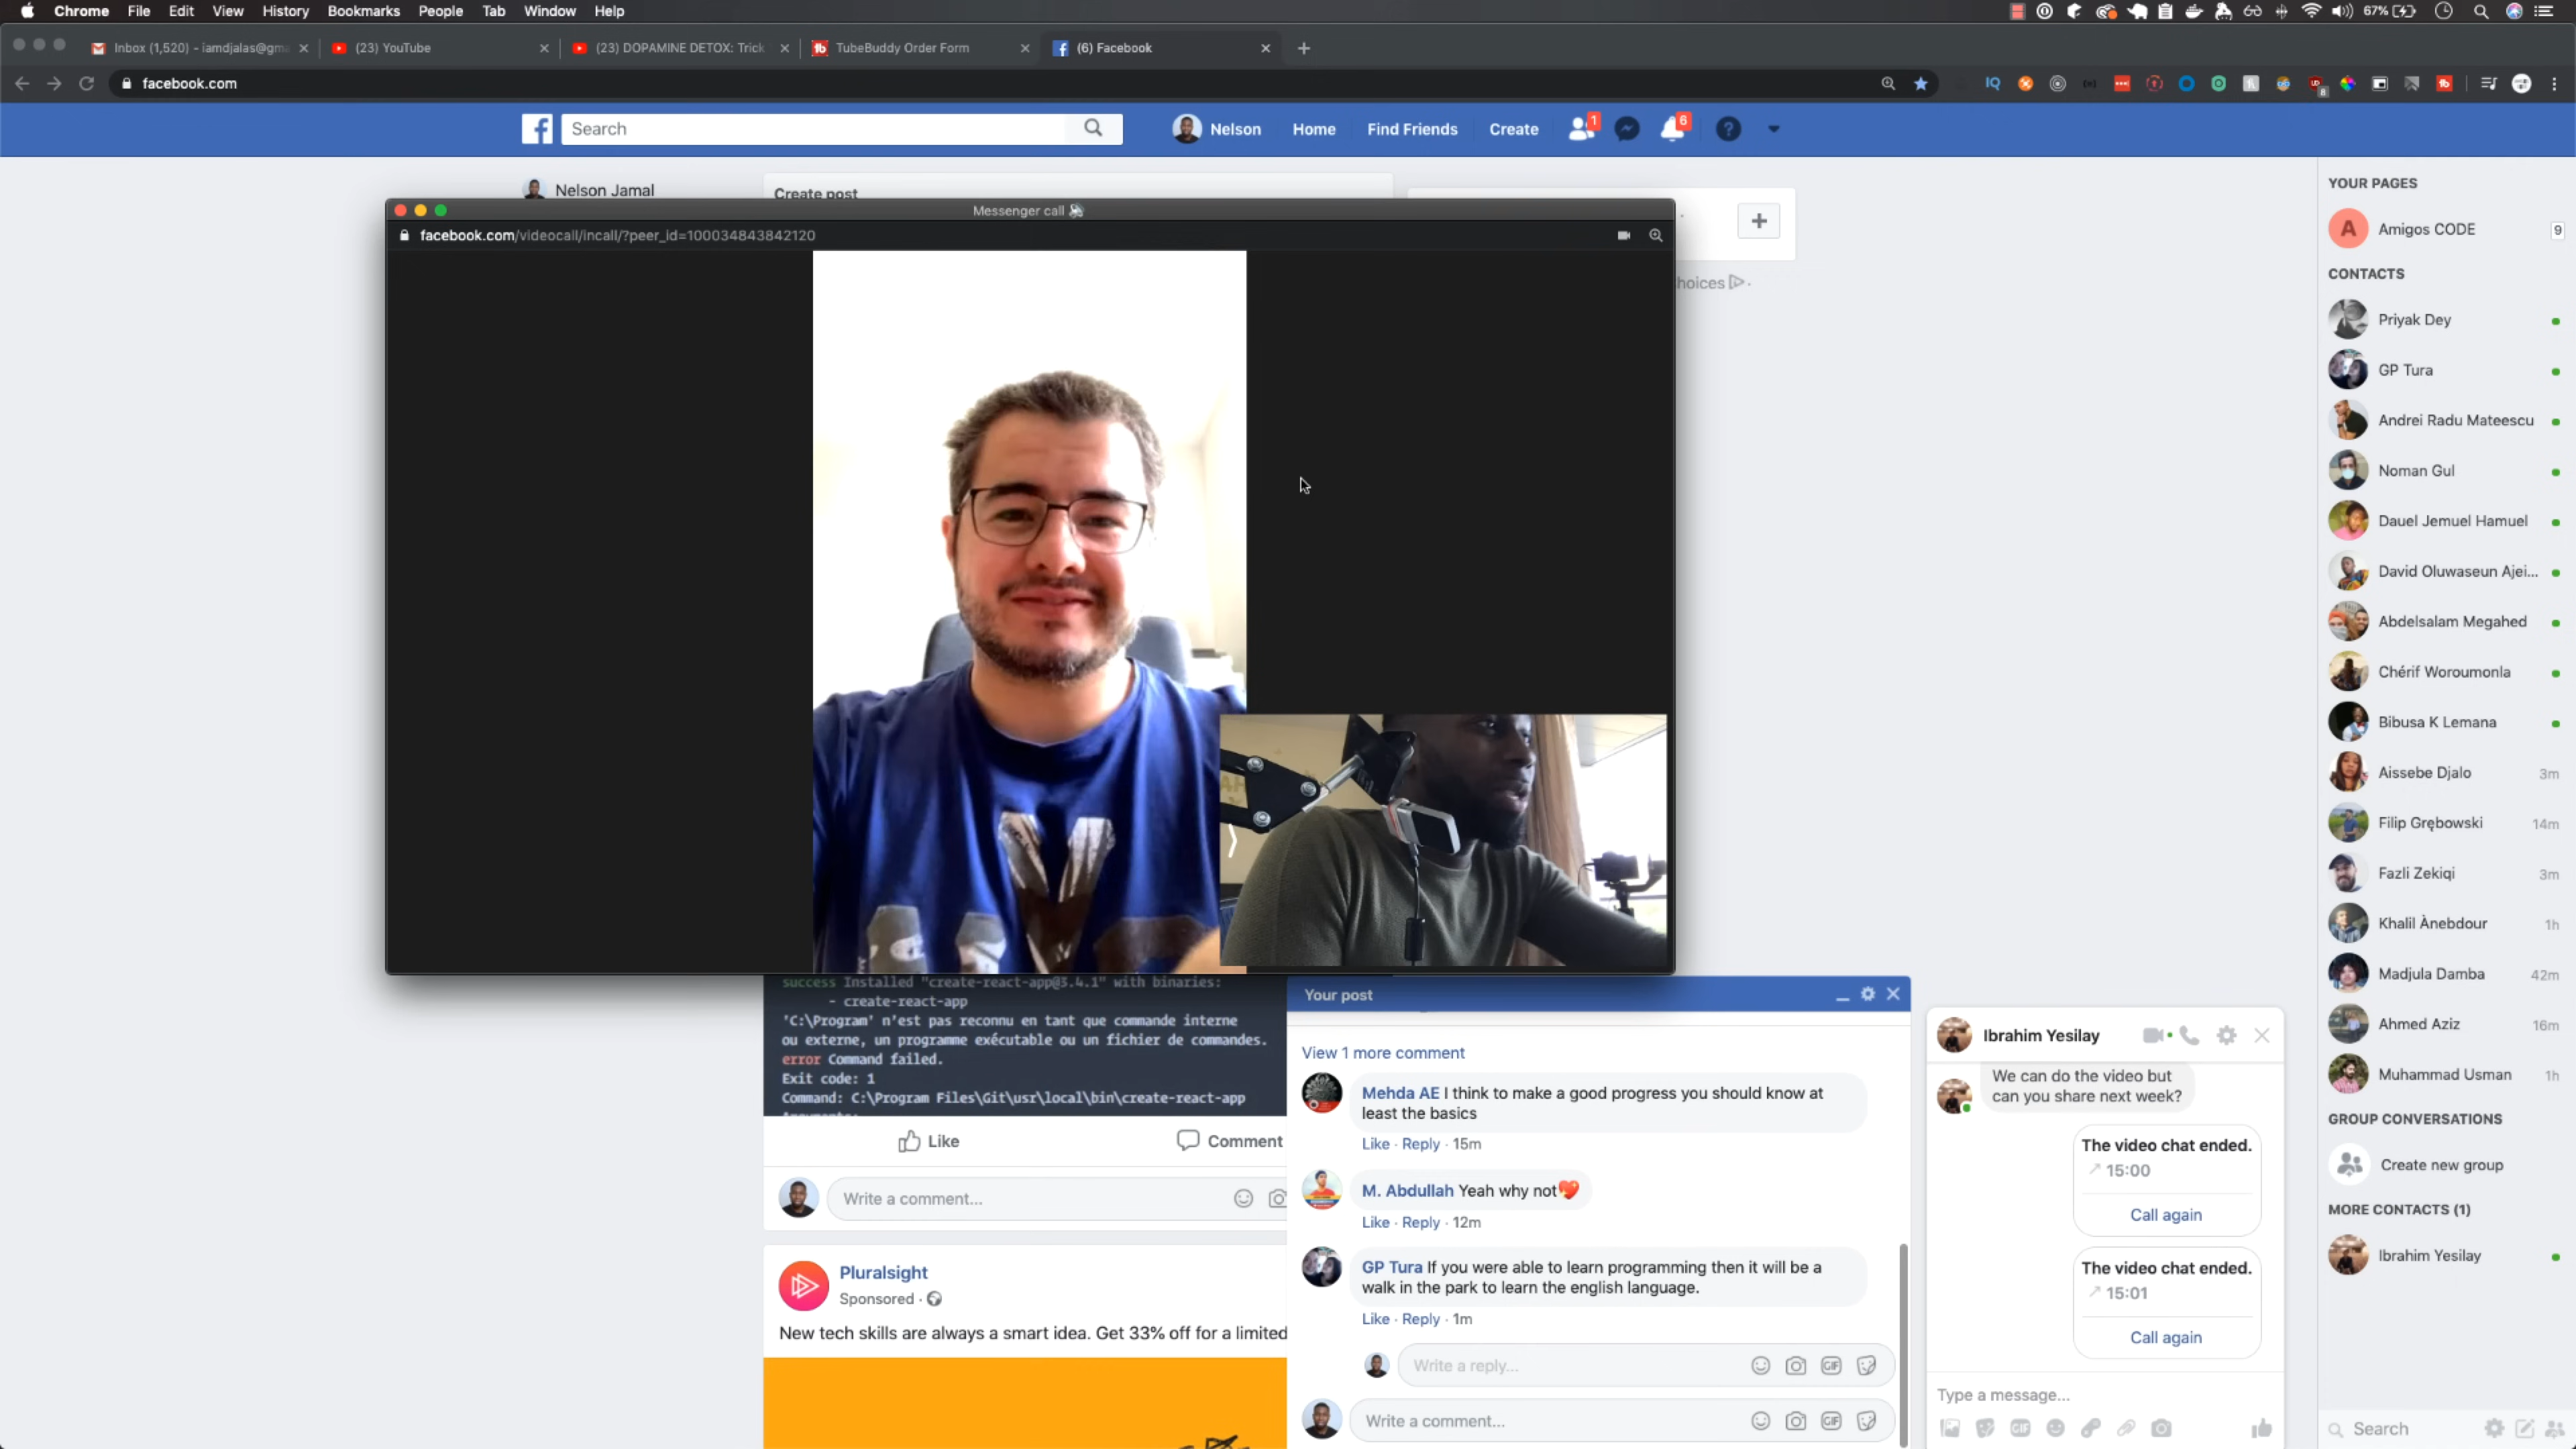 Chrome File Edit View History Bookmarks People Tab Window Help
67%
Inbox (1,520) - iamdjalas@gma
(23) YouTube
(23) DOPAMINE DETOX: Trick
TubeBuddy Order Form
(6) Facebook
facebook.com
Search
Nelson Home Find Friends Create
1
6
Nelson Jamal
Create post
Messenger call
facebook.com/videocall/incall/?peer_id=100034843842120
hoices
success Installed "create-react-app@3.4.1" with binaries:
- create-react-app
'C:\Program' n'est pas reconnu en tant que commande interne
ou externe, un programme exécutable ou un fichier de commandes.
error Command failed.
Exit code: 1
Command: C:\Program Files\Git\usr\local\bin\create-react-app
Like Comment
Write a comment...
Pluralsight
Sponsored ·
New tech skills are always a smart idea. Get 33% off for a limited
Your post
View 1 more comment
Mehda AE I think to make a good progress you should know at
least the basics
Like · Reply · 15m
M. Abdullah Yeah why not
Like · Reply · 12m
GP Tura If you were able to learn programming then it will be a
walk in the park to learn the english language.
Like · Reply · 1m
Write a reply...
GIF
Write a comment...
GIF
Ibrahim Yesilay
We can do the video but
can you share next week?
The video chat ended.
15:00
Call again
The video chat ended.
15:01
Call again
Type a message...
GIF
YOUR PAGES
A Amigos CODE 9
CONTACTS
Priyak Dey
GP Tura
Andrei Radu Mateescu
Noman Gul
Dauel Jemuel Hamuel
David Oluwaseun Ajei...
Abdelsalam Megahed
Chérif Woroumonla
Bibusa K Lemana
Aissebe Djalo 3m
Filip Grębowski 14m
Fazli Zekiqi 3m
Khalil Ànebdour 1h
Madjula Damba 42m
Ahmed Aziz 16m
Muhammad Usman 1h
GROUP CONVERSATIONS
Create new group
MORE CONTACTS (1)
Ibrahim Yesilay
Search